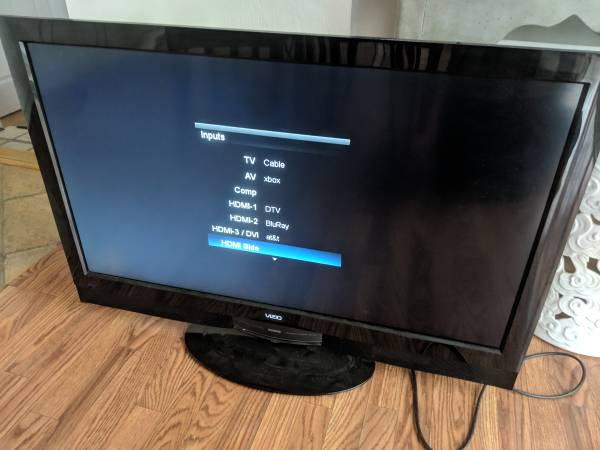 Inputs
TV Cable
AV xbox
Comp
HDMI-1 DTV
HDMI-2 BluRay
HDMI-3 / DVI at&t
HDMI Side
VIZIO